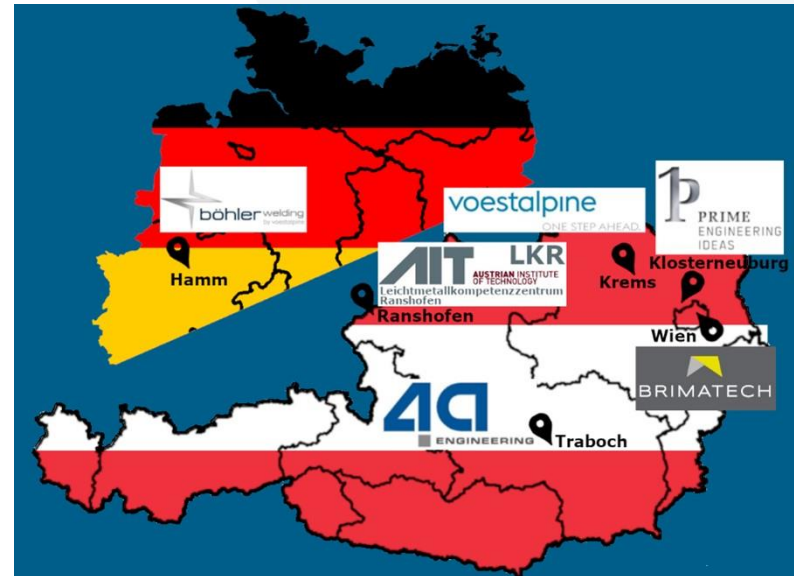 böhler welding
by voestalpine
Hamm
voestalpine
ONE STEP AHEAD.
1P
PRIME
ENGINEERING
IDEAS
Klosterneuburg
Krems
AIT
LKR
AUSTRIAN INSTITUTE
OF TECHNOLOGY
Leichtmetallkompetenzzentrum
Ranshofen
Ranshofen
Wien
BRIMATECH
4a
ENGINEERING
Traboch